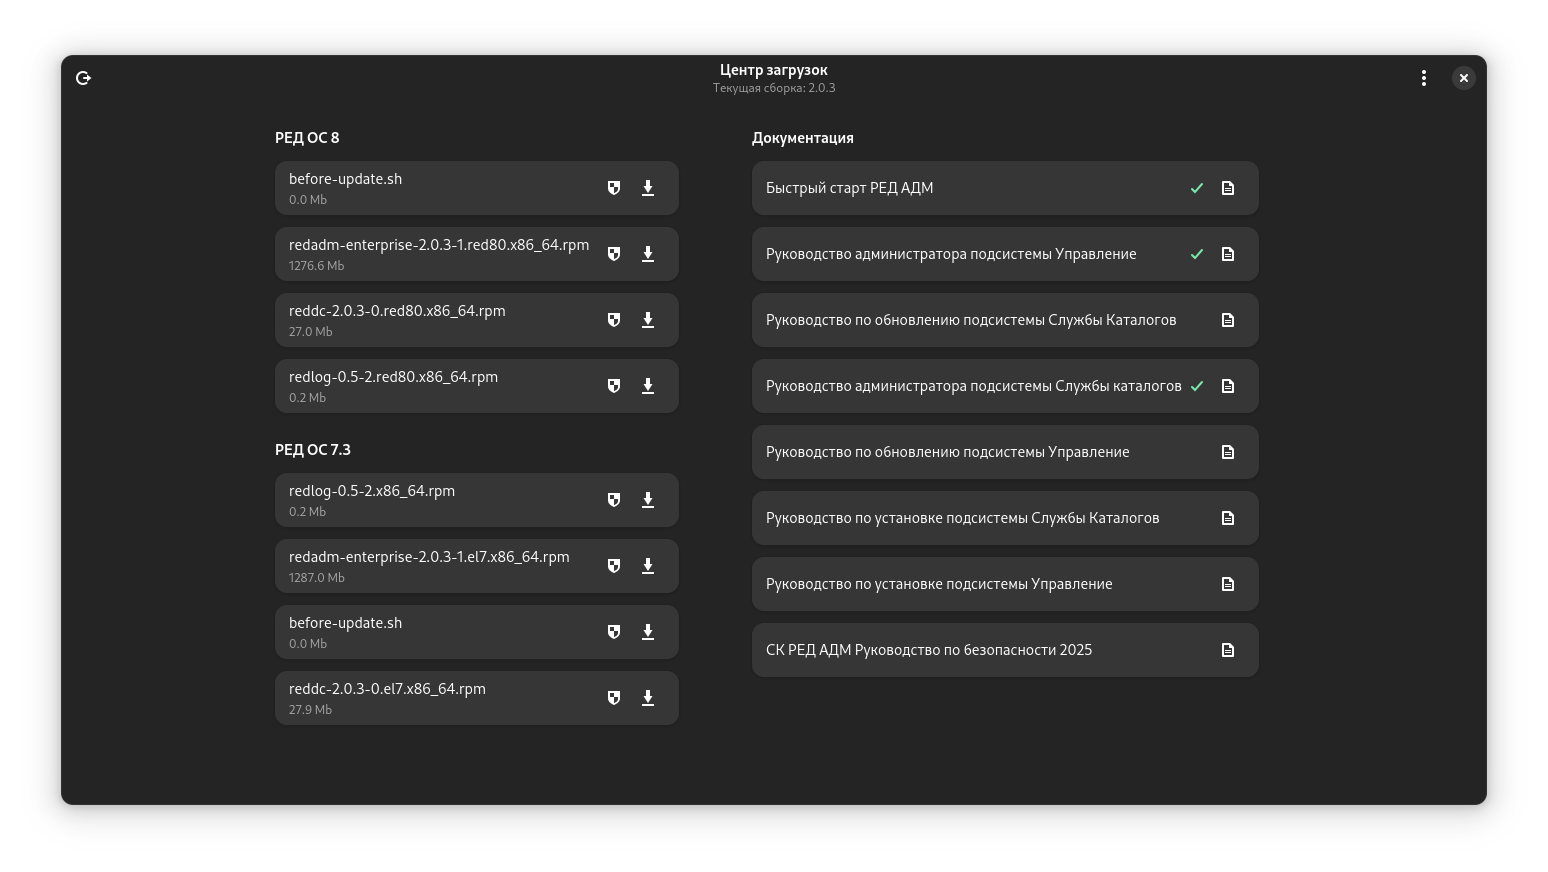 Центр загрузок
Текущая сборка: 2.0.3
РЕД ОС 8
before-update.sh
0.0 Mb
redadm-enterprise-2.0.3-1.red80.x86_64.rpm
1276.6 Mb
reddc-2.0.3-0.red80.x86_64.rpm
27.0 Mb
redlog-0.5-2.red80.x86_64.rpm
0.2 Mb
РЕД ОС 7.3
redlog-0.5-2.x86_64.rpm
0.2 Mb
redadm-enterprise-2.0.3-1.el7.x86_64.rpm
1287.0 Mb
before-update.sh
0.0 Mb
reddc-2.0.3-0.el7.x86_64.rpm
27.9 Mb
Документация
Быстрый старт РЕД АДМ
Руководство администратора подсистемы Управление
Руководство по обновлению подсистемы Службы Каталогов
Руководство администратора подсистемы Службы каталогов
Руководство по обновлению подсистемы Управление
Руководство по установке подсистемы Службы Каталогов
Руководство по установке подсистемы Управление
СК РЕД АДМ Руководство по безопасности 2025